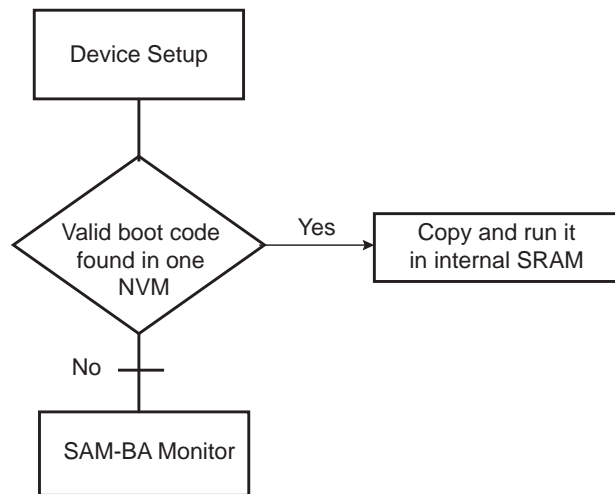 Device Setup
Valid boot code
found in one
NVM
Yes
Copy and run it
in internal SRAM
No
SAM-BA Monitor